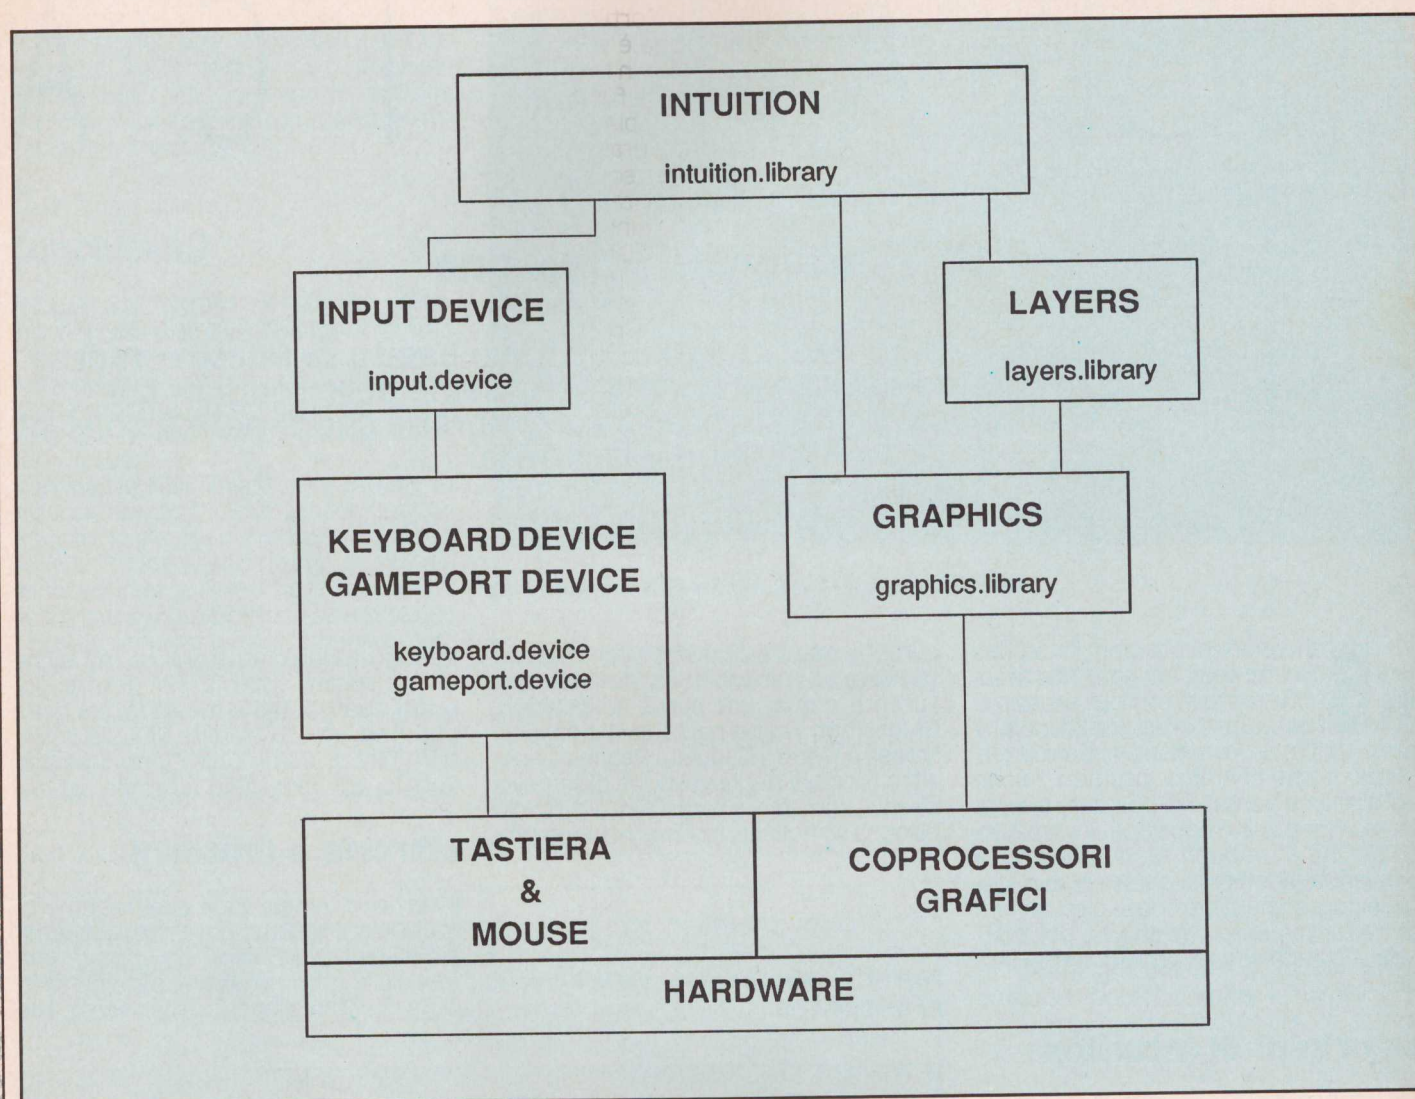 INTUITION
intuition.library
INPUT DEVICE
input.device
LAYERS
layers.library
KEYBOARD DEVICE
GAMEPORT DEVICE
keyboard.device
gameport.device
GRAPHICS
graphics.library
TASTIERA
&
MOUSE
COPROCESSORI
GRAFICI
HARDWARE